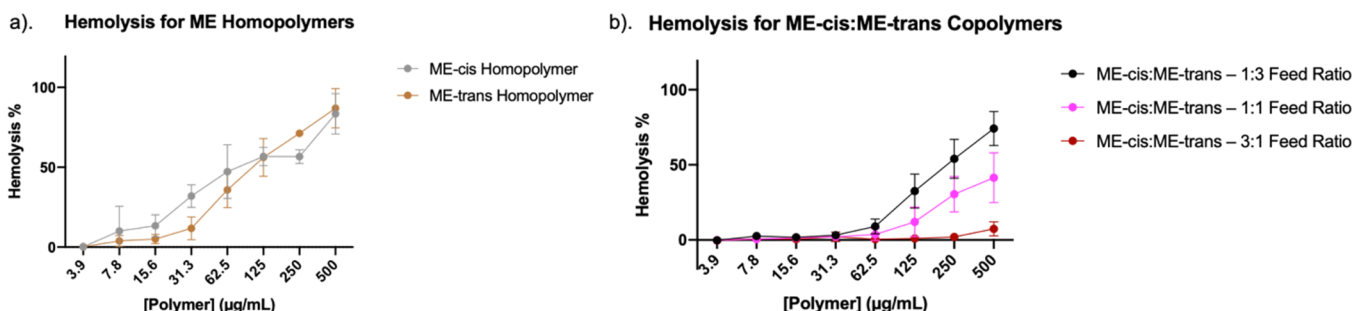 a). Hemolysis for ME Homopolymers
Hemolysis %
100
50
0
3.9 7.8 15.6 31.3 62.5 125 250 500
[Polymer] (µg/mL)
ME-cis Homopolymer
ME-trans Homopolymer
b). Hemolysis for ME-cis:ME-trans Copolymers
Hemolysis %
100
50
0
3.9 7.8 15.6 31.3 62.5 125 250 500
[Polymer] (µg/mL)
ME-cis:ME-trans – 1:3 Feed Ratio
ME-cis:ME-trans – 1:1 Feed Ratio
ME-cis:ME-trans – 3:1 Feed Ratio